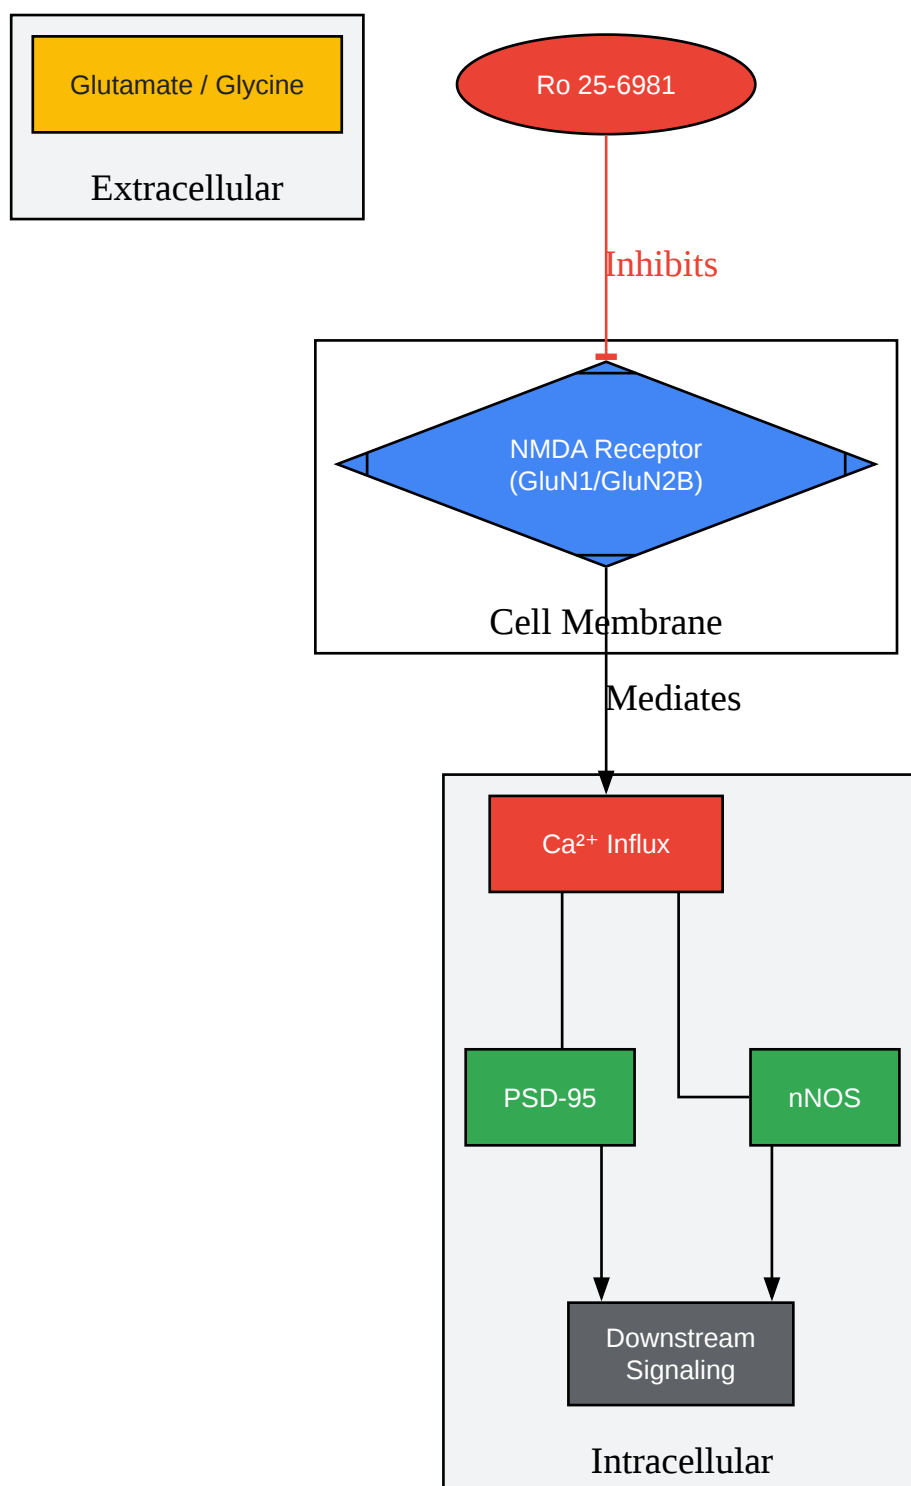 Glutamate / Glycine
Extracellular
Ro 25-6981
Inhibits
NMDA Receptor
(GluN1/GluN2B)
Cell Membrane
Mediates
Ca²⁺ Influx
PSD-95
nNOS
Downstream
Signaling
Intracellular